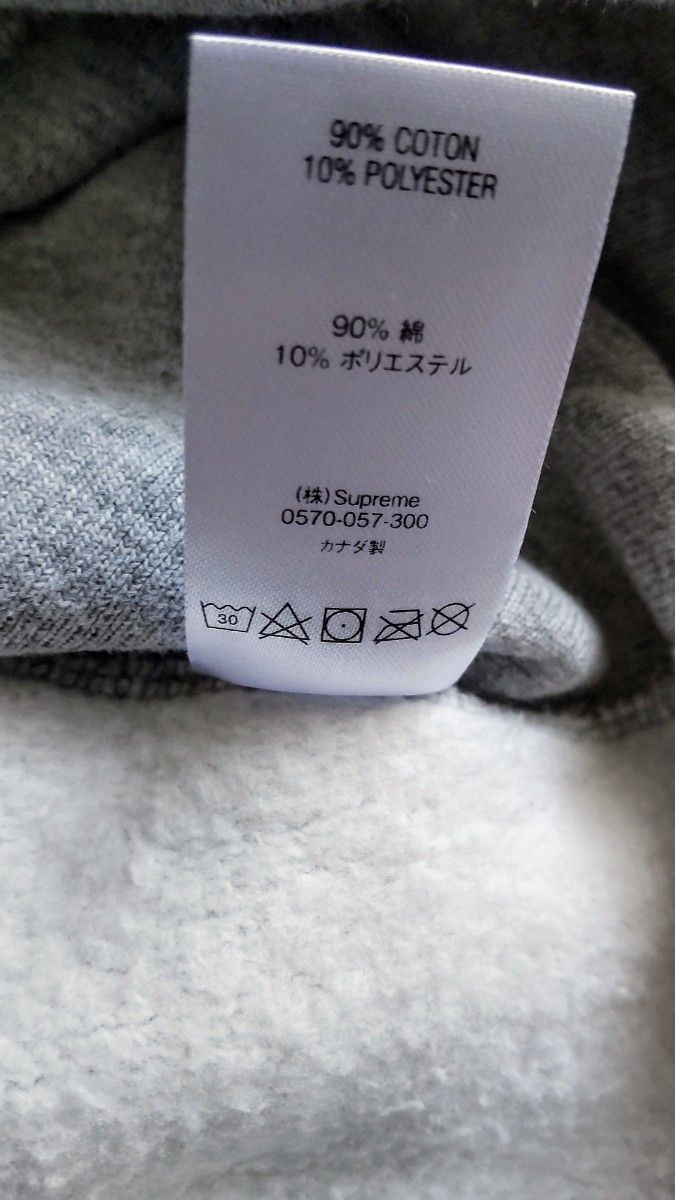 90% COTON
10% POLYESTER
90% 綿
10% ポリエステル
(株)Supreme
0570-057-300
カナダ製
30